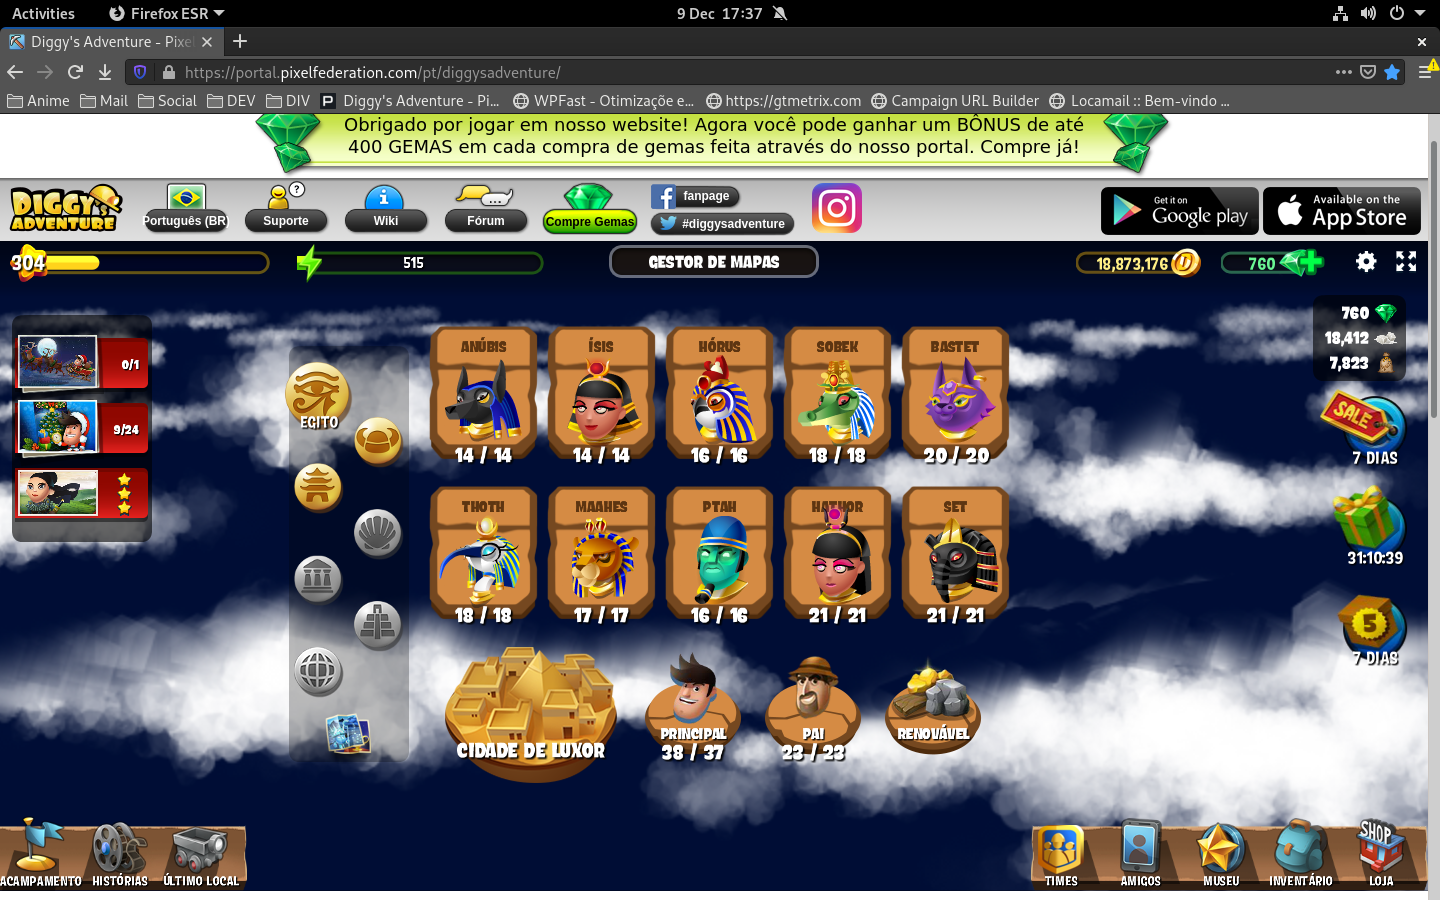 Activities
Firefox ESR
9 Dec 17:37
Diggy's Adventure - Pixel
https://portal.pixelfederation.com/pt/diggysadventure/
Anime
Mail
Social
DEV
DIV
Diggy's Adventure - Pi...
WPFast - Otimização e...
https://gtmetrix.com
Campaign URL Builder
Locamail :: Bem-vindo ...
Obrigado por jogar em nosso website! Agora você pode ganhar um BÔNUS de até
400 GEMAS em cada compra de gemas feita através do nosso portal. Compre já!
DIGGY'S ADVENTURE
Português (BR)
Suporte
Wiki
Fórum
Compre Gemas
fanpage
#diggysadventure
Get it on
Google play
Available on the
App Store
304
515
GESTOR DE MAPAS
18,873,176
760
760
18,412
7,823
0/1
9/24
EGITO
ANÚBIS
ÍSIS
HÓRUS
SOBEK
BASTET
14 / 14
14 / 14
16 / 16
18 / 18
20 / 20
THOTH
MAAHES
PTAH
HATHOR
SET
18 / 18
17 / 17
16 / 16
21 / 21
21 / 21
CIDADE DE LUXOR
PRINCIPAL
38 / 37
PAI
23 / 23
RENOVÁVEL
SALE
7 DIAS
31:10:39
5
7 DIAS
ACAMPAMENTO
HISTÓRIAS
ÚLTIMO LOCAL
TIMES
AMIGOS
MUSEU
INVENTÁRIO
SHOP
LOJA